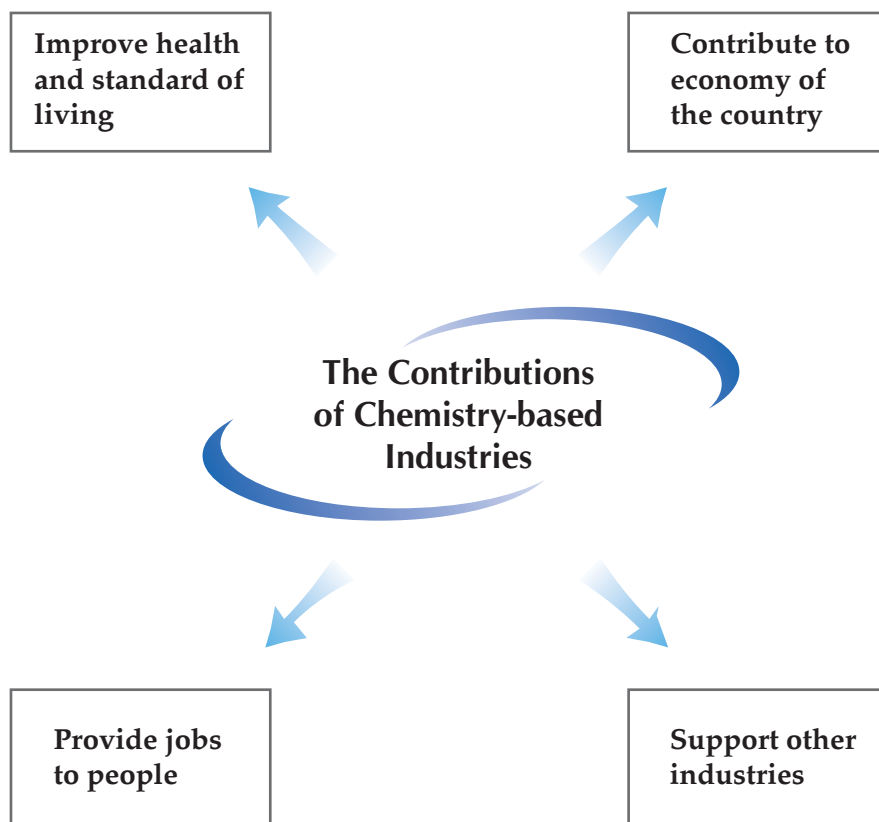 Improve health
and standard of
living
Contribute to
economy of
the country
The Contributions
of Chemistry-based
Industries
Provide jobs
to people
Support other
industries